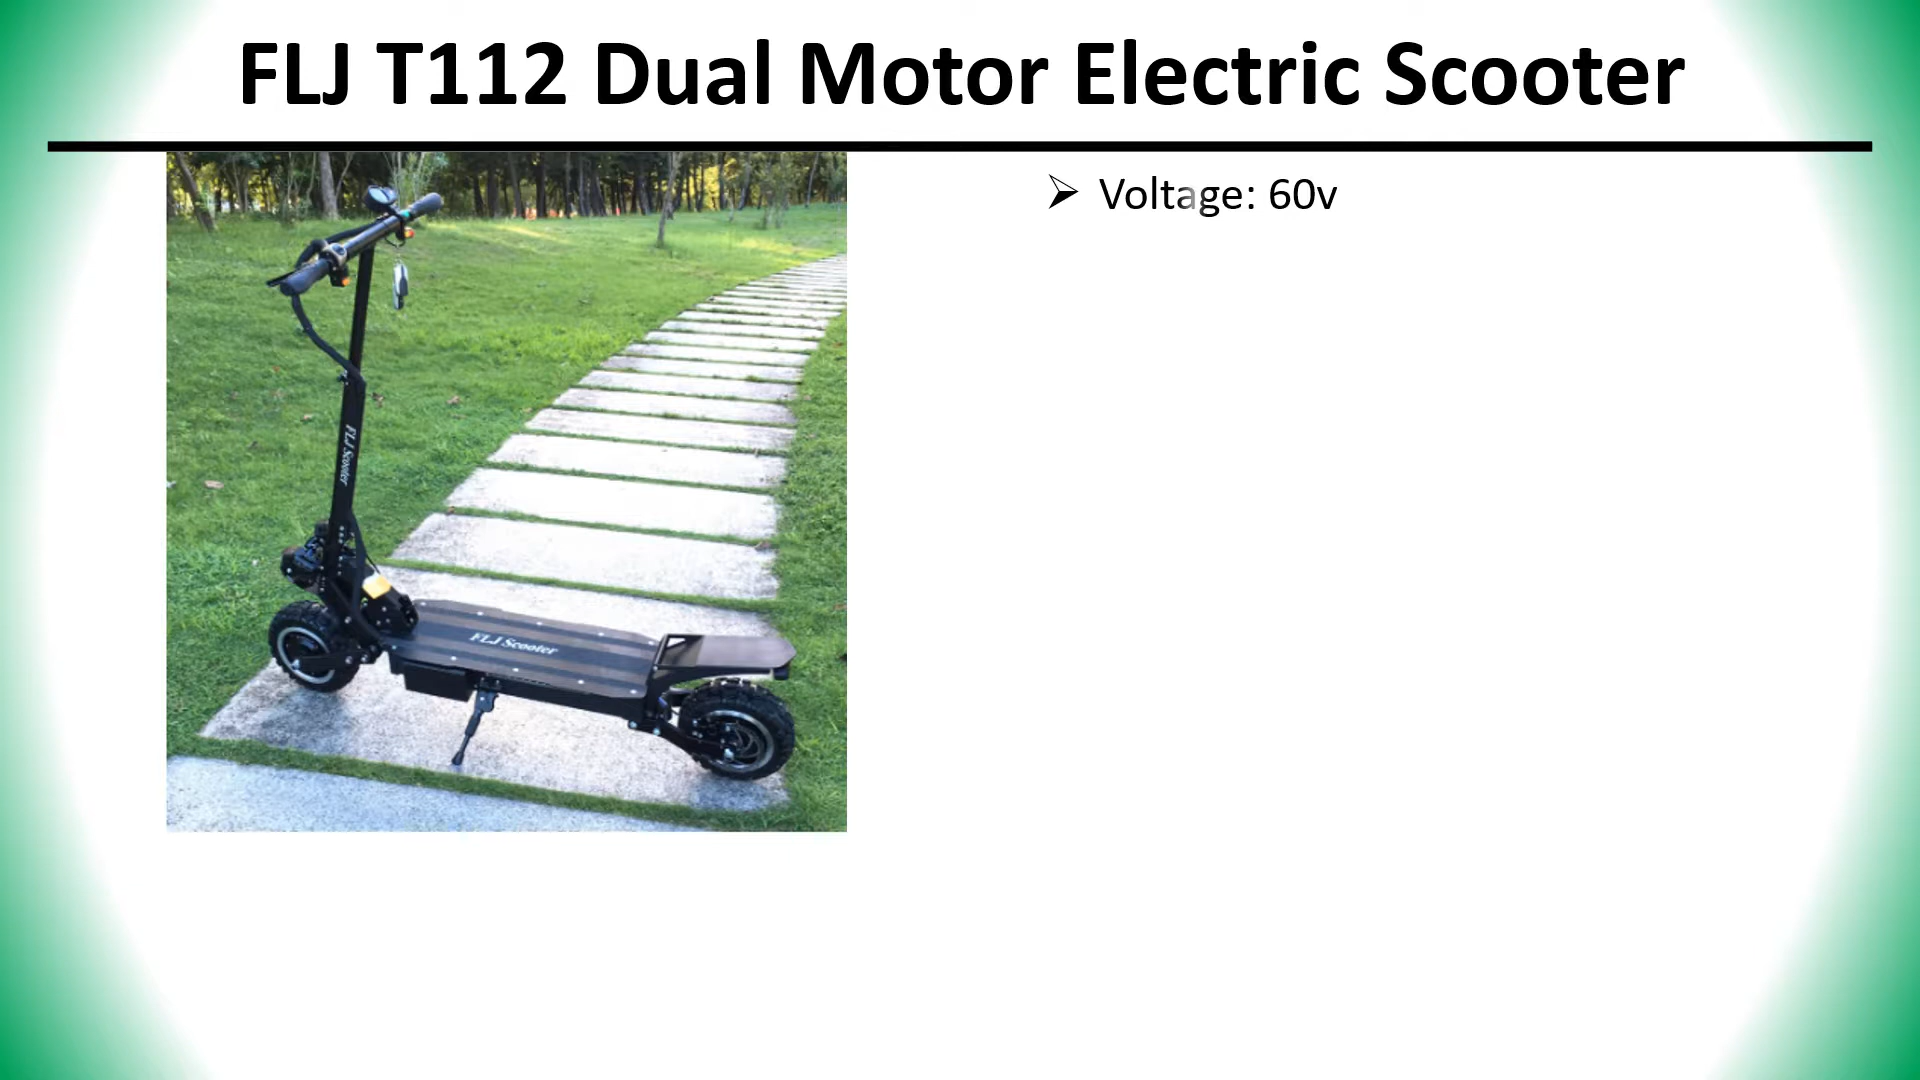 FLJ T112 Dual Motor Electric Scooter
➢ Voltage: 60v
FLJ Scooter
FLJ Scooter